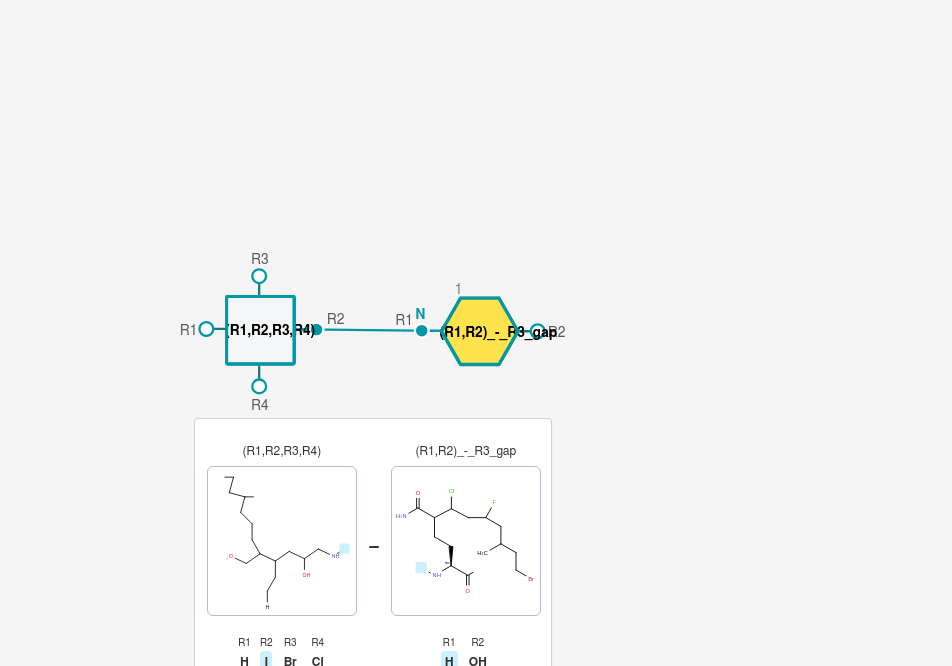 R3
1
N
R1
(R1,R2,R3,R4)
R2
R1
(R1,R2)_-_R3_gap
R2
R4
(R1,R2,R3,R4)
(R1,R2)_-_R3_gap
O
NH
OH
H
–
O
Cl
F
H₂N
H₃C
NH
O
Br
R1 R2 R3 R4
R1 R2
H I Br Cl
H OH